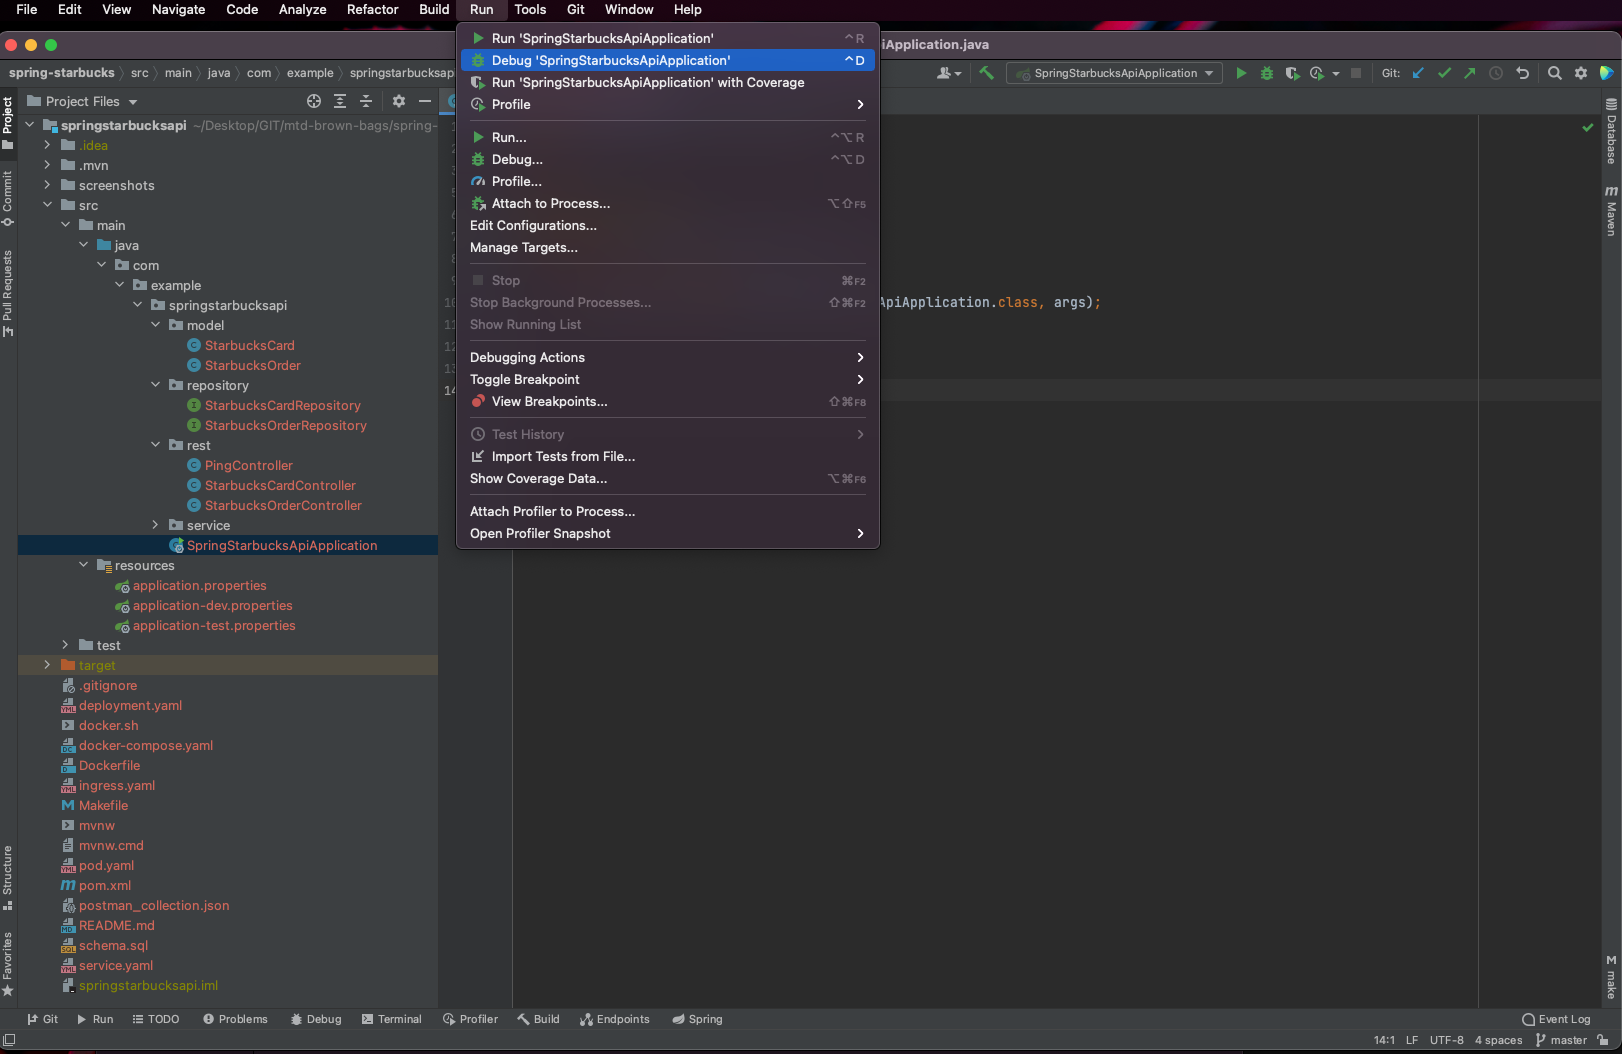 File Edit View Navigate Code Analyze Refactor Build Run Tools Git Window Help
iApplication.java
spring-starbucks src main java com example springstarbucksap
SpringStarbucksApiApplication Git:
Project Files
springstarbucksapi ~/Desktop/GIT/mtd-brown-bags/spring-
.idea
.mvn
screenshots
src
main
java
com
example
springstarbucksapi
model
StarbucksCard
StarbucksOrder
repository
StarbucksCardRepository
StarbucksOrderRepository
rest
PingController
StarbucksCardController
StarbucksOrderController
service
SpringStarbucksApiApplication
resources
application.properties
application-dev.properties
application-test.properties
test
target
.gitignore
deployment.yaml
docker.sh
docker-compose.yaml
Dockerfile
ingress.yaml
Makefile
mvnw
mvnw.cmd
pod.yaml
pom.xml
postman_collection.json
README.md
schema.sql
service.yaml
springstarbucksapi.iml
Run 'SpringStarbucksApiApplication' ^R
Debug 'SpringStarbucksApiApplication' ^D
Run 'SpringStarbucksApiApplication' with Coverage
Profile
Run... ^⌥R
Debug... ^⌥D
Profile...
Attach to Process... ⌥⇧F5
Edit Configurations...
Manage Targets...
Stop ⌘F2
Stop Background Processes... ⇧⌘F2
Show Running List
Debugging Actions
Toggle Breakpoint
View Breakpoints... ⇧⌘F8
Test History
Import Tests from File...
Show Coverage Data... ⌥⌘F6
Attach Profiler to Process...
Open Profiler Snapshot
ApiApplication.class, args);
14
Project
Commit
Pull Requests
Structure
Favorites
Database
Maven
make
Git Run TODO Problems Debug Terminal Profiler Build Endpoints Spring Event Log
14:1 LF UTF-8 4 spaces master